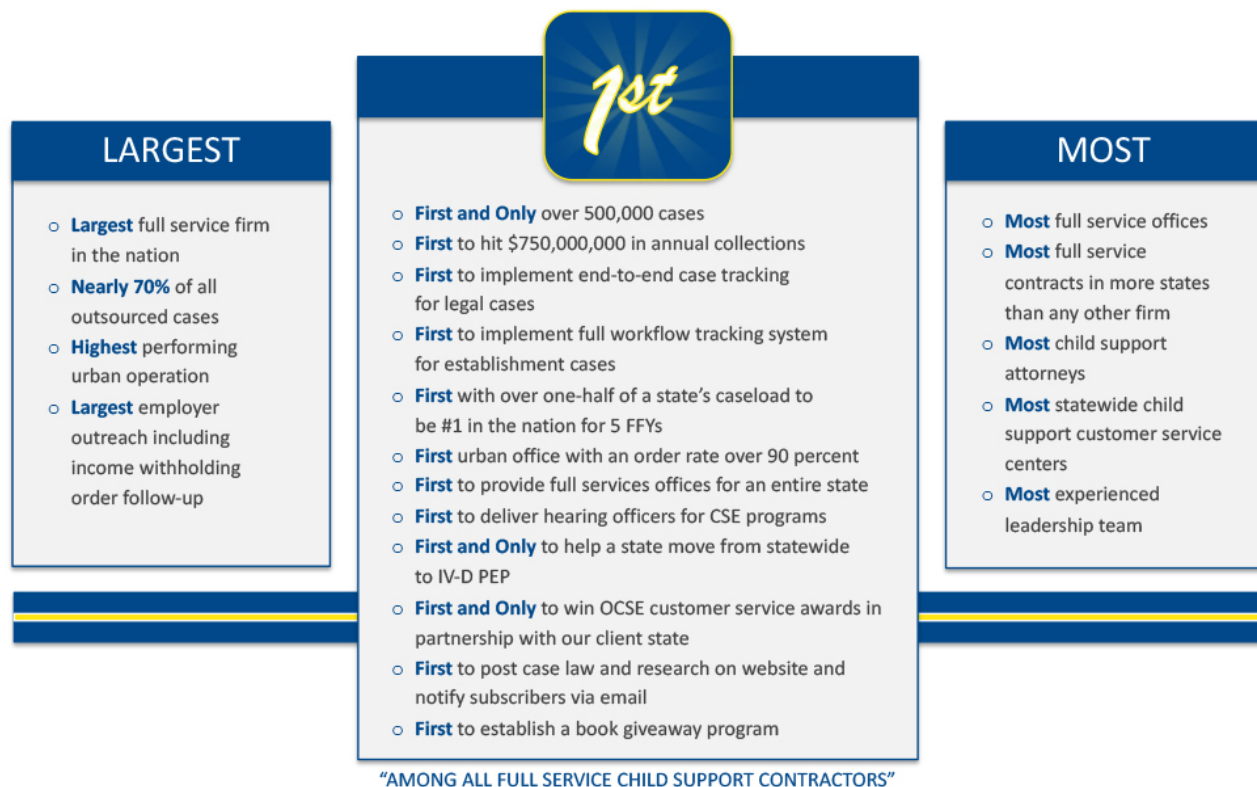 LARGEST
o Largest full service firm
in the nation
o Nearly 70% of all
outsourced cases
o Highest performing
urban operation
o Largest employer
outreach including
income withholding
order follow-up
1st
o First and Only over 500,000 cases
o First to hit $750,000,000 in annual collections
o First to implement end-to-end case tracking
for legal cases
o First to implement full workflow tracking system
for establishment cases
o First with over one-half of a state’s caseload to
be #1 in the nation for 5 FFYs
o First urban office with an order rate over 90 percent
o First to provide full services offices for an entire state
o First to deliver hearing officers for CSE programs
o First and Only to help a state move from statewide
to IV-D PEP
o First and Only to win OCSE customer service awards in
partnership with our client state
o First to post case law and research on website and
notify subscribers via email
o First to establish a book giveaway program
MOST
o Most full service offices
o Most full service
contracts in more states
than any other firm
o Most child support
attorneys
o Most statewide child
support customer service
centers
o Most experienced
leadership team
“AMONG ALL FULL SERVICE CHILD SUPPORT CONTRACTORS”